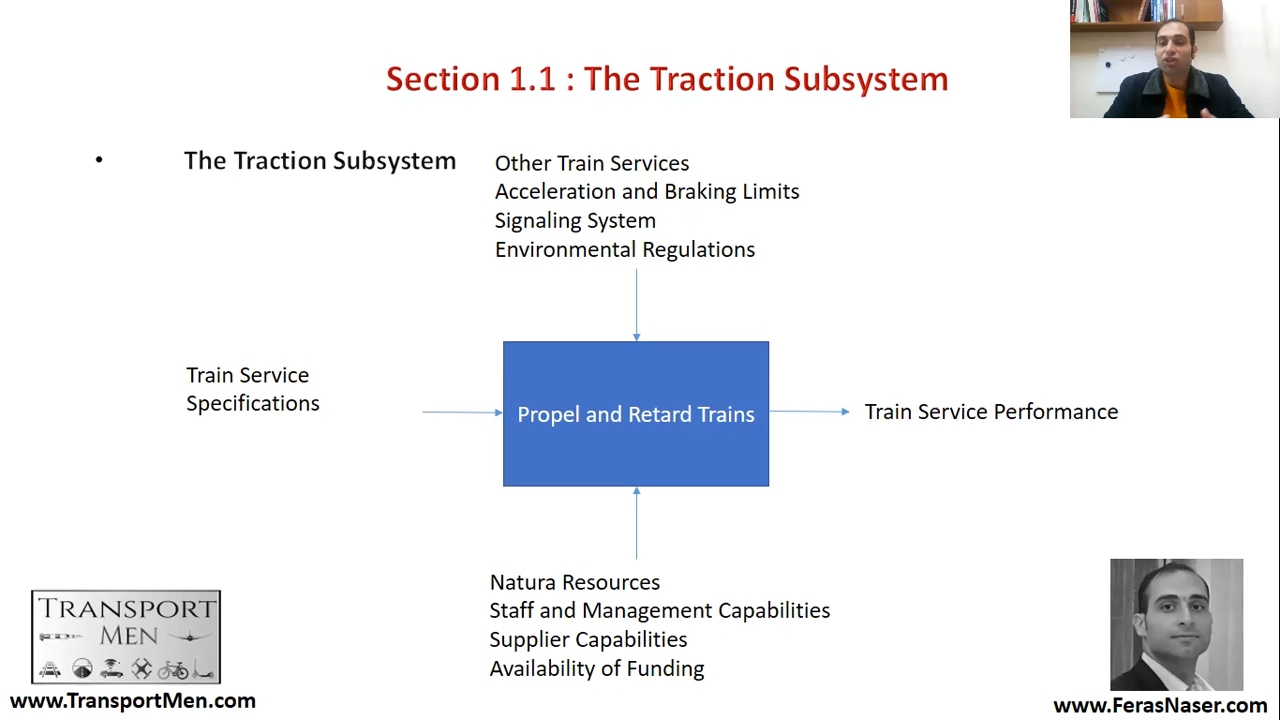 Section 1.1 : The Traction Subsystem
• The Traction Subsystem
Other Train Services
Acceleration and Braking Limits
Signaling System
Environmental Regulations
Train Service
Specifications
Propel and Retard Trains
Train Service Performance
Natura Resources
Staff and Management Capabilities
Supplier Capabilities
Availability of Funding
TRANSPORT
MEN
www.TransportMen.com
www.FerasNaser.com